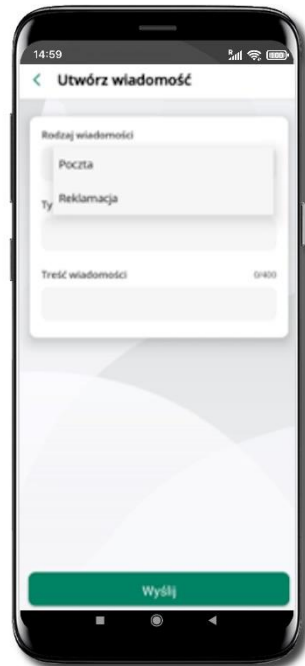 14:59
Utwórz wiadomość
Rodzaj wiadomości
Poczta
Ty
Reklamacja
Treść wiadomości 0/400
Wyślij